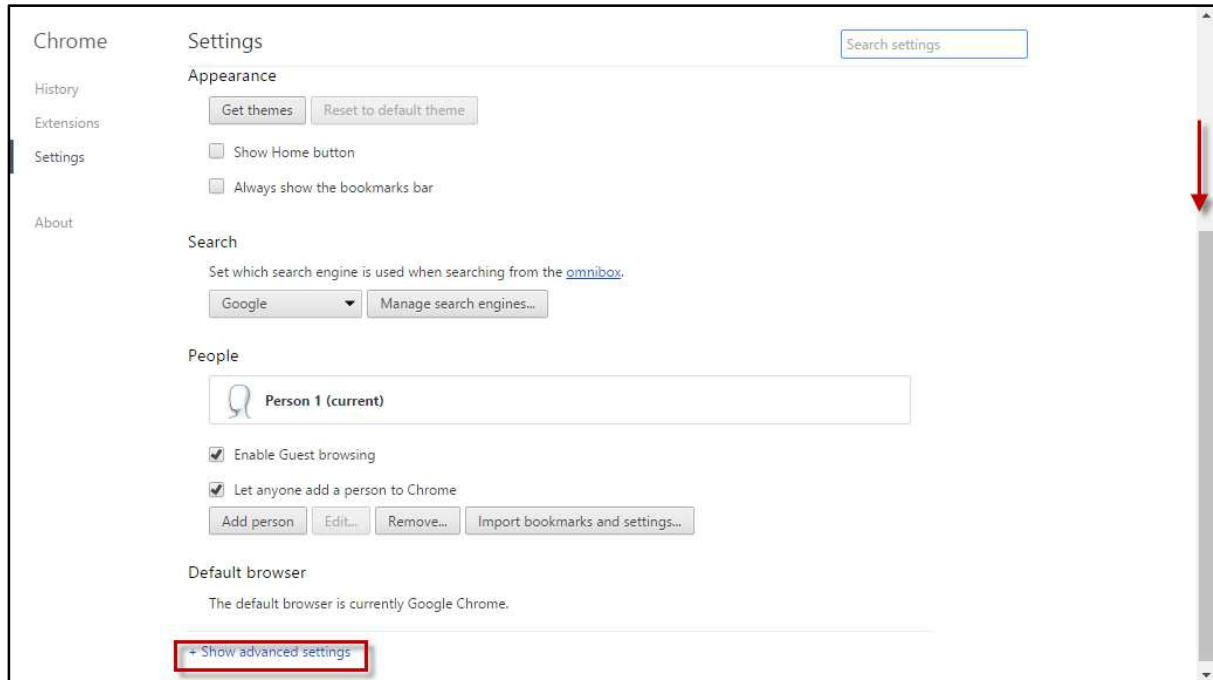 Chrome
Settings
Search settings
History
Extensions
Settings
About
Appearance
Get themes
Reset to default theme
Show Home button
Always show the bookmarks bar
Search
Set which search engine is used when searching from the omnibox.
Google
Manage search engines...
People
Person 1 (current)
Enable Guest browsing
Let anyone add a person to Chrome
Add person
Edit...
Remove...
Import bookmarks and settings...
Default browser
The default browser is currently Google Chrome.
+ Show advanced settings